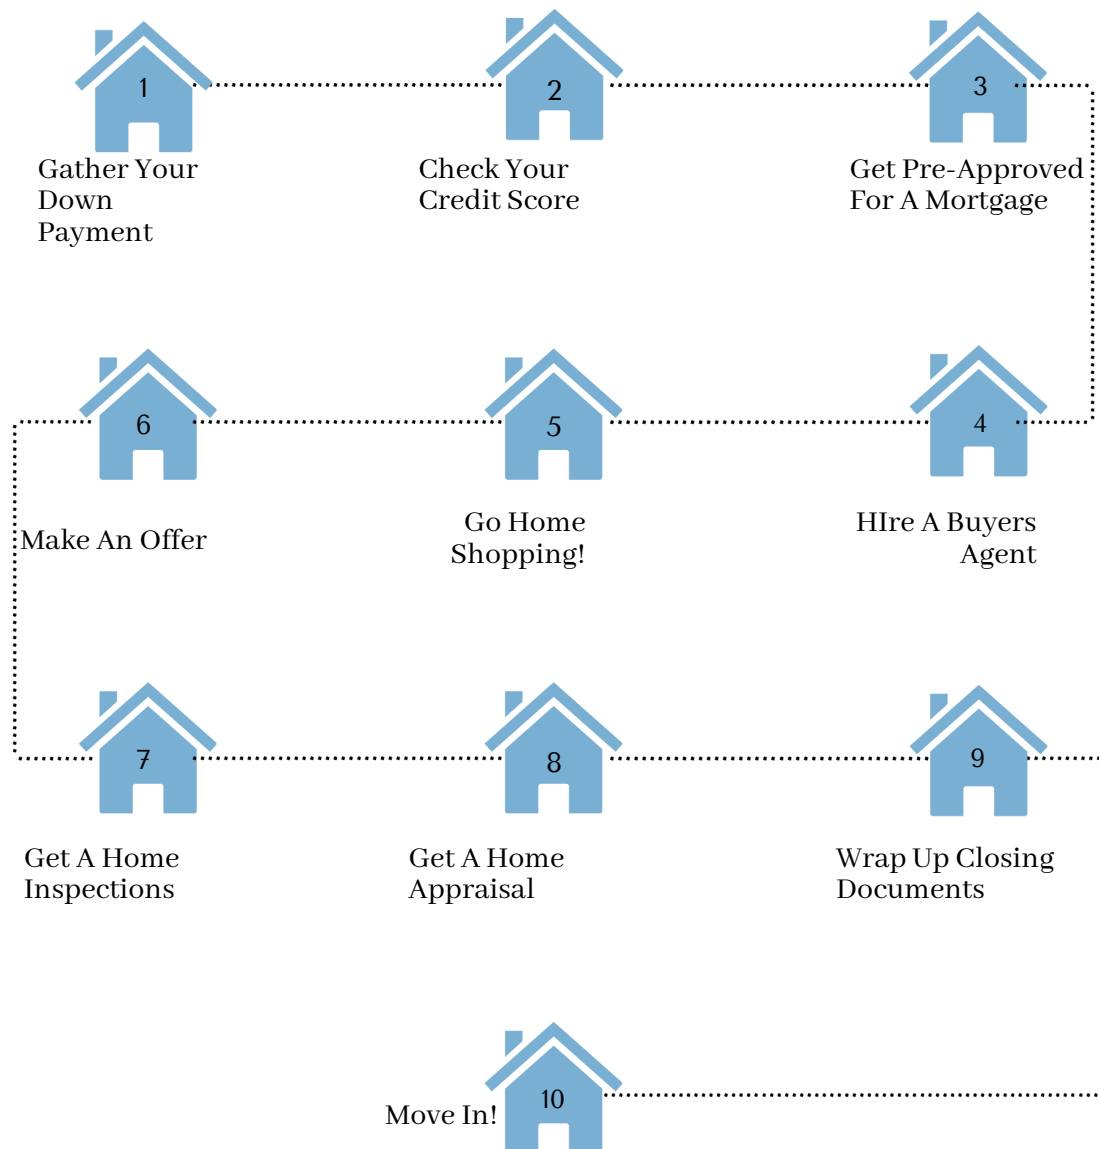 1
Gather Your
Down
Payment
2
Check Your
Credit Score
3
Get Pre-Approved
For A Mortgage
4
HIre A Buyers
Agent
5
Go Home
Shopping!
6
Make An Offer
7
Get A Home
Inspections
8
Get A Home
Appraisal
9
Wrap Up Closing
Documents
10
Move In!